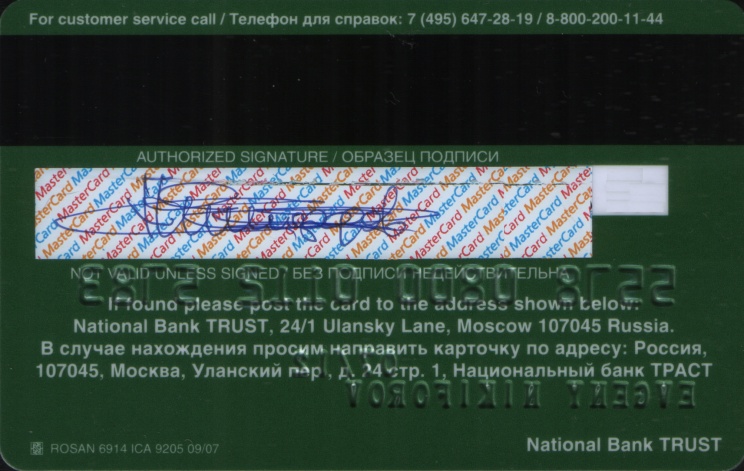 For customer service call / Телефон для справок: 7 (495) 647-28-19 / 8-800-200-11-44
AUTHORIZED SIGNATURE / ОБРАЗЕЦ ПОДПИСИ
MasterCard
NOT VALID UNLESS SIGNED / БЕЗ ПОДПИСИ НЕДЕЙСТВИТЕЛЬНА
If found please post the card to the address shown below:
National Bank TRUST, 24/1 Ulansky Lane, Moscow 107045 Russia.
В случае нахождения просим направить карточку по адресу: Россия,
107045, Москва, Уланский пер, д. 24 стр. 1, Национальный банк ТРАСТ
EVGENY NIKIFOROV
ROSAN 6914 ICA 9205 09/07
National Bank TRUST